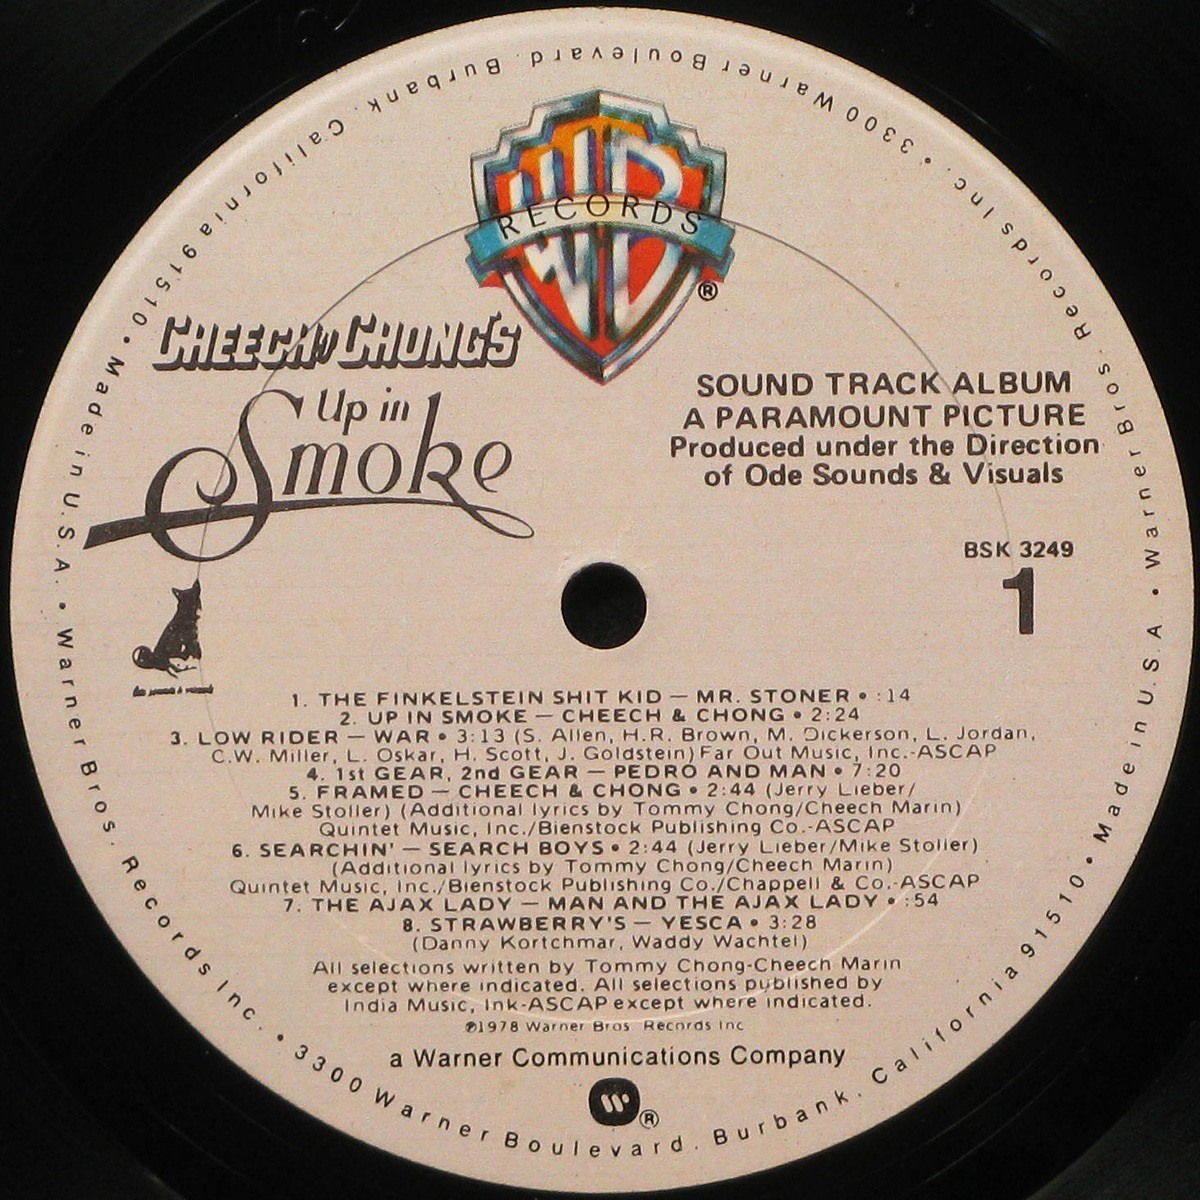 RECORDS
®
CHEECH & CHONG'S
Up in
Smoke
SOUND TRACK ALBUM
A PARAMOUNT PICTURE
Produced under the Direction
of Ode Sounds & Visuals
BSK 3249
1
1. THE FINKELSTEIN SHIT KID — MR. STONER • :14
2. UP IN SMOKE — CHEECH & CHONG • 2:24
3. LOW RIDER — WAR • 3:13 (S. Allen, H.R. Brown, M. Dickerson, L. Jordan,
C.W. Miller, L. Oskar, H. Scott, J. Goldstein) Far Out Music, Inc.-ASCAP
4. 1st GEAR, 2nd GEAR — PEDRO AND MAN • 7:20
5. FRAMED — CHEECH & CHONG • 2:44 (Jerry Lieber/
Mike Stoller) (Additional lyrics by Tommy Chong/Cheech Marin)
Quintet Music, Inc./Bienstock Publishing Co.-ASCAP
6. SEARCHIN' — SEARCH BOYS • 2:44 (Jerry Lieber/Mike Stoller)
(Additional lyrics by Tommy Chong/Cheech Marin)
Quintet Music, Inc./Bienstock Publishing Co./Chappell & Co.-ASCAP
7. THE AJAX LADY — MAN AND THE AJAX LADY • :54
8. STRAWBERRY'S — YESCA • 3:28
(Danny Kortchmar, Waddy Wachtel)
All selections written by Tommy Chong-Cheech Marin
except where indicated. All selections published by
India Music, Ink-ASCAP except where indicated.
℗1978 Warner Bros. Records Inc
a Warner Communications Company
®
Made in U.S.A. • Warner Bros. Records Inc. • 3300 Warner Boulevard. Burbank. California 91510 • Made in U.S.A. • Warner Bros. Records Inc. • 3300 Warner Boulevard. Burbank. California 91510 •